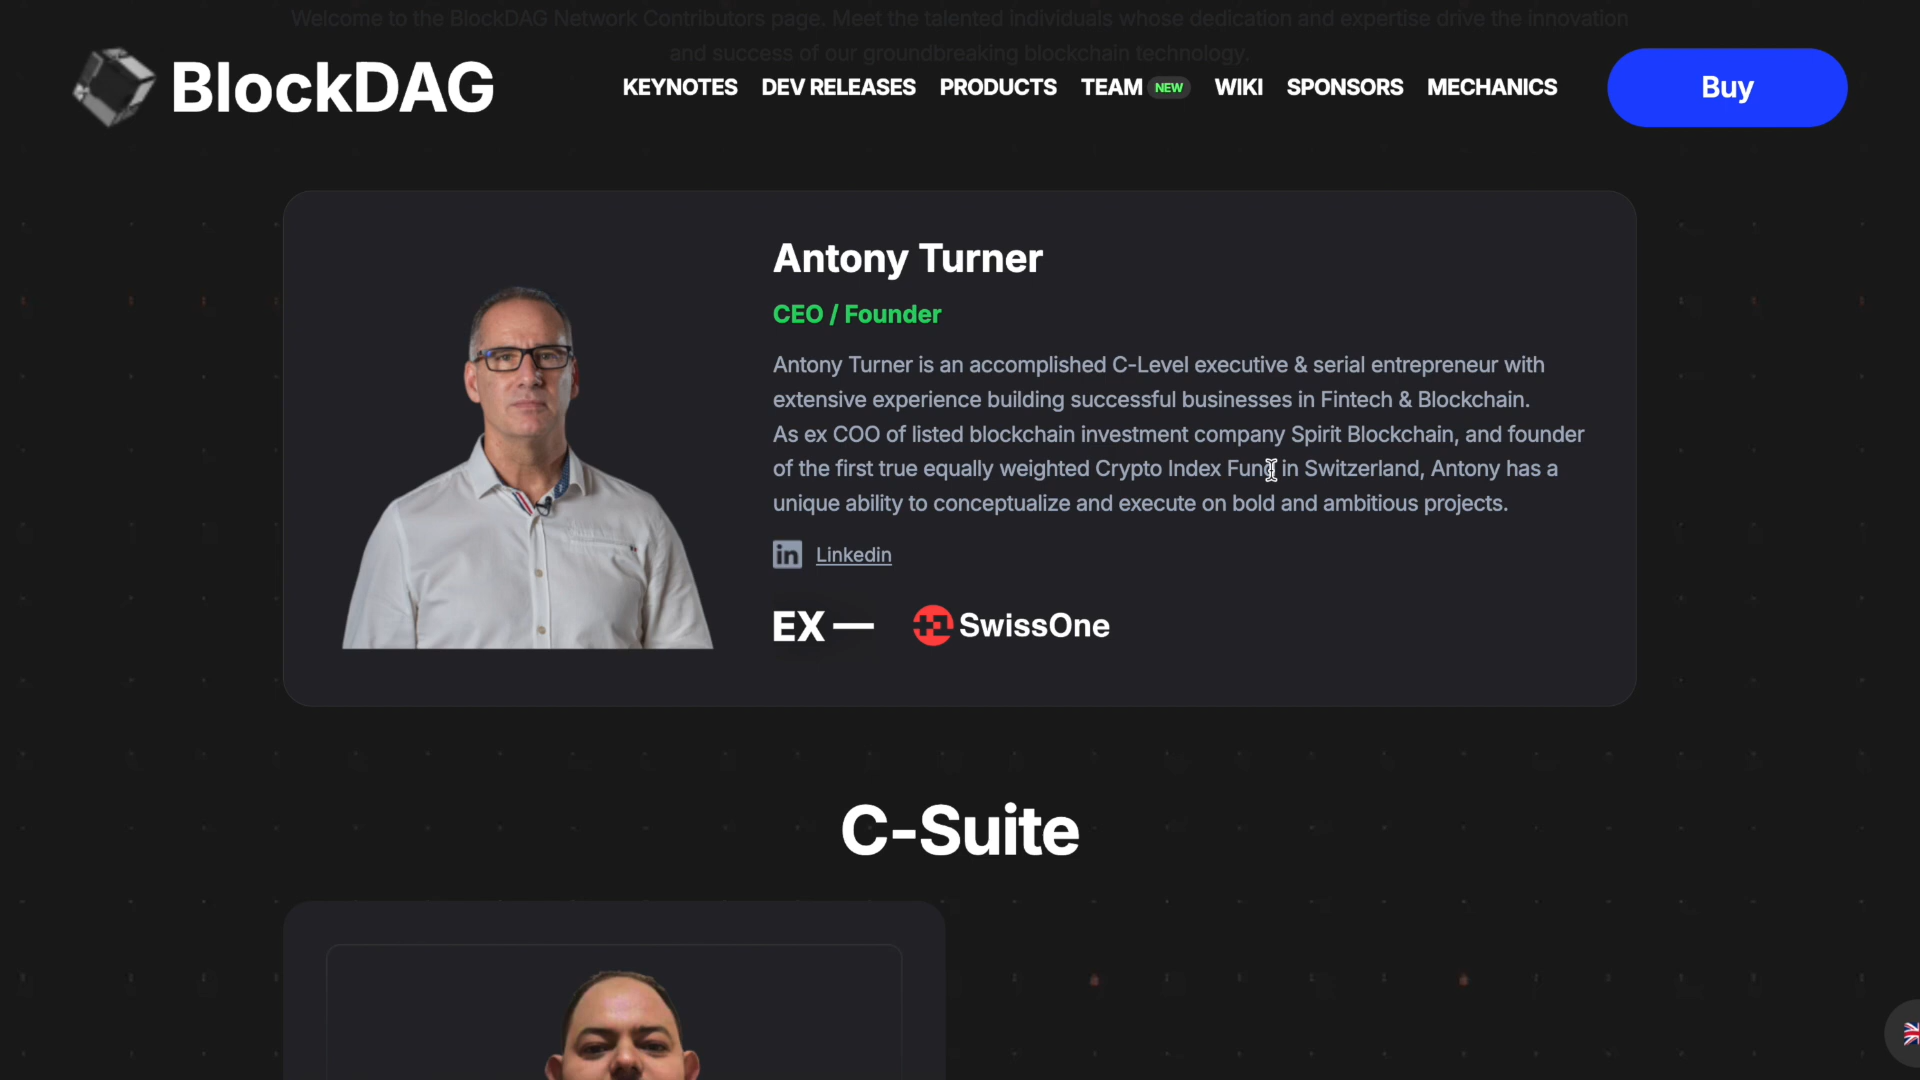 Welcome to the BlockDAG Network Contributors page. Meet the talented individuals whose dedication and expertise drive the innovation
and success of our groundbreaking blockchain technology.
BlockDAG
KEYNOTES DEV RELEASES PRODUCTS TEAM NEW WIKI SPONSORS MECHANICS Buy
Antony Turner
CEO / Founder
Antony Turner is an accomplished C-Level executive & serial entrepreneur with
extensive experience building successful businesses in Fintech & Blockchain.
As ex COO of listed blockchain investment company Spirit Blockchain, and founder
of the first true equally weighted Crypto Index Fund in Switzerland, Antony has a
unique ability to conceptualize and execute on bold and ambitious projects.
in Linkedin
EX — SwissOne
C-Suite